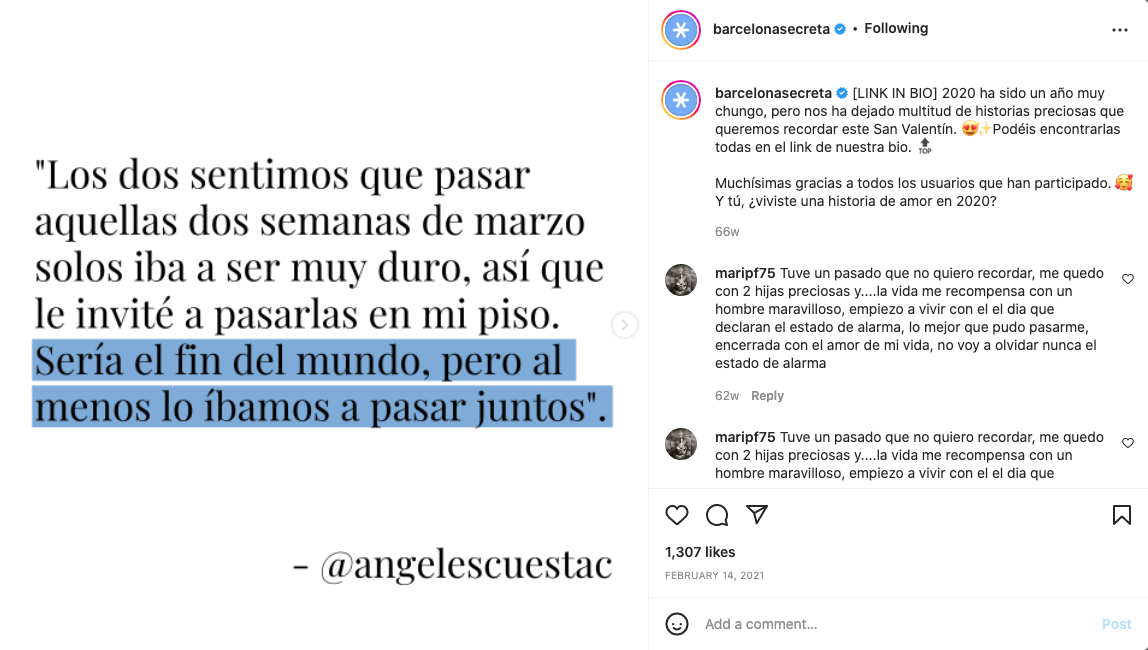 "Los dos sentimos que pasar
aquellas dos semanas de marzo
solos iba a ser muy duro, así que
le invité a pasarlas en mi piso.
Sería el fin del mundo, pero al
menos lo íbamos a pasar juntos".
- @angelescuestac
barcelonasecreta • Following
barcelonasecreta [LINK IN BIO] 2020 ha sido un año muy
chungo, pero nos ha dejado multitud de historias preciosas que
queremos recordar este San Valentín. 😍✨Podéis encontrarlas
todas en el link de nuestra bio. 🔝
Muchísimas gracias a todos los usuarios que han participado. 🥰
Y tú, ¿viviste una historia de amor en 2020?
66w
maripf75 Tuve un pasado que no quiero recordar, me quedo
con 2 hijas preciosas y....la vida me recompensa con un
hombre maravilloso, empiezo a vivir con el el dia que
declaran el estado de alarma, lo mejor que pudo pasarme,
encerrada con el amor de mi vida, no voy a olvidar nunca el
estado de alarma
62w Reply
maripf75 Tuve un pasado que no quiero recordar, me quedo
con 2 hijas preciosas y....la vida me recompensa con un
hombre maravilloso, empiezo a vivir con el el dia que
1,307 likes
FEBRUARY 14, 2021
Add a comment...
Post